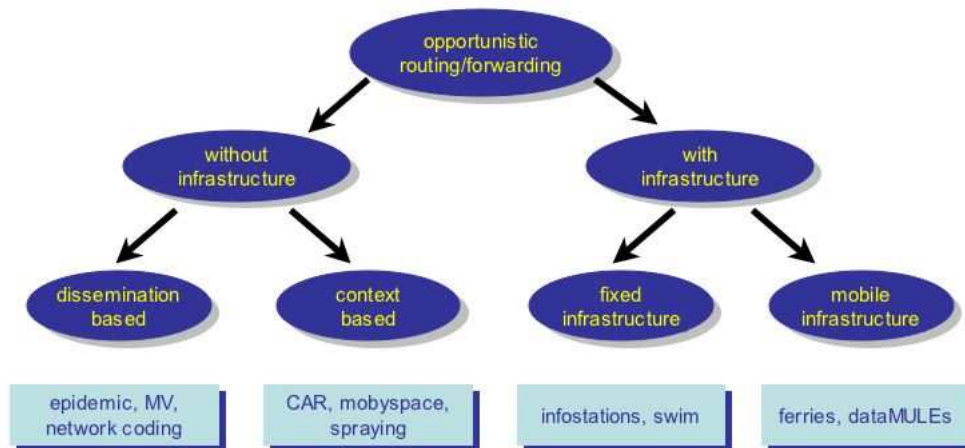 opportunistic
routing/forwarding
without
infrastructure
with
infrastructure
dissemination
based
context
based
fixed
infrastructure
mobile
infrastructure
epidemic, MV,
network coding
CAR, mobyspace,
spraying
infostations, swim
ferries, dataMULEs